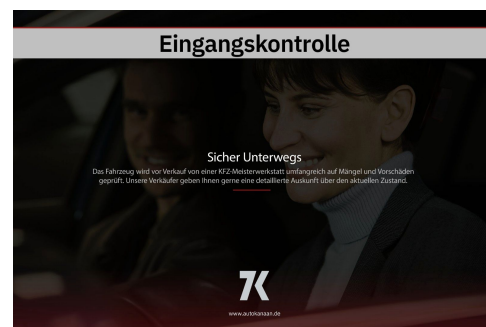 Eingangskontrolle
Sicher Unterwegs
Das Fahrzeug wird vor Verkauf von einer KFZ-Meisterwerkstatt umfangreich auf Mängel und Vorschäden
geprüft. Unsere Verkäufer geben Ihnen gerne eine detaillierte Auskunft über den aktuellen Zustand.
7K
www.autokanaan.de